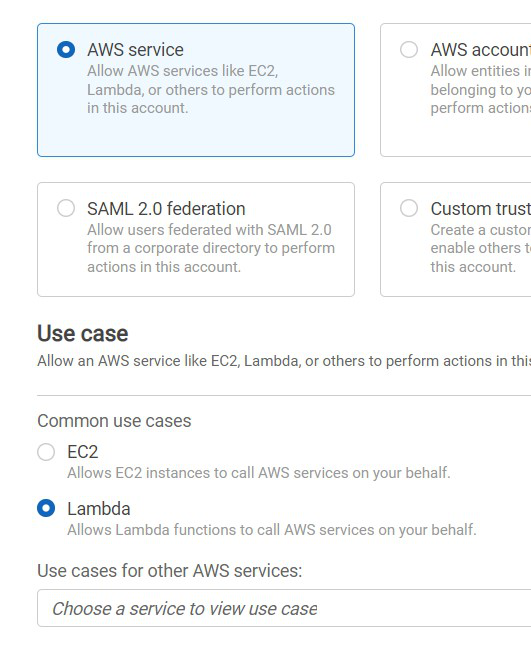 AWS service
Allow AWS services like EC2,
Lambda, or others to perform actions
in this account.
AWS account
Allow entities
belonging to
perform
SAML 2.0 federation
Allow users federated with SAML 2.0
from a corporate directory to perform
actions in this account.
Custom trust
Create a
enable others
this account.
Use case
Allow an AWS service like EC2, Lambda, or others to perform actions in
Common use cases
EC2
Allows EC2 instances to call AWS services on your behalf.
Lambda
Allows Lambda functions to call AWS services on your behalf.
Use cases for other AWS services:
Choose a service to view use case